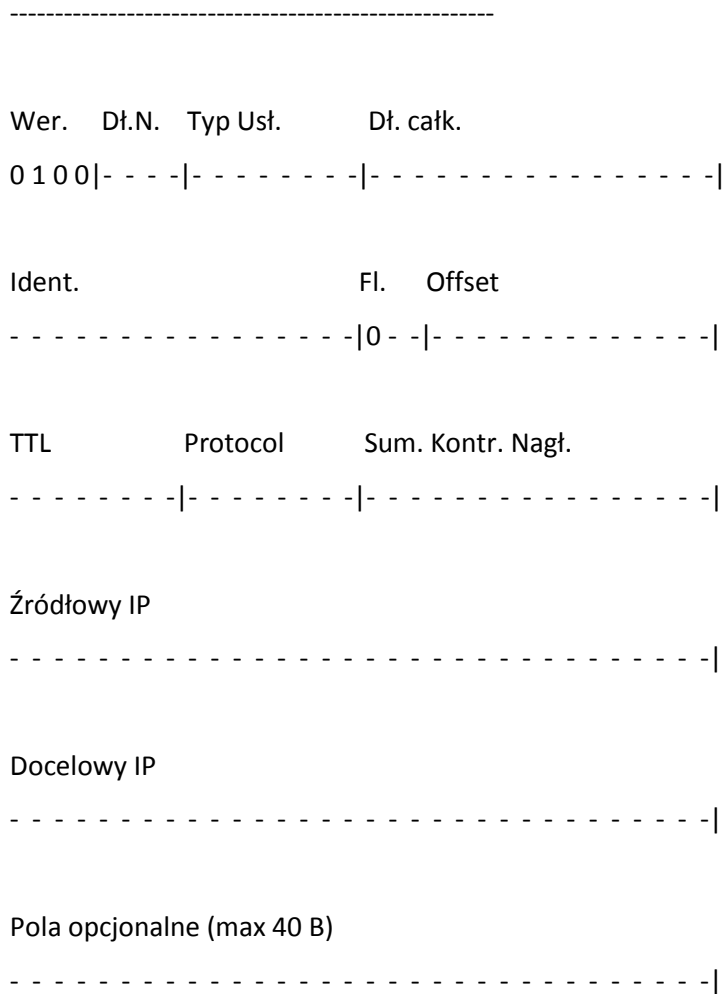 ------------------------------------------------------
Wer. Dł.N. Typ Usł. Dł. całk.
0 1 0 0|- - - -|- - - - - - - -|- - - - - - - - - - - - - - - -|
Ident. Fl. Offset
- - - - - - - - - - - - - - - -|0 - -|- - - - - - - - - - - - -|
TTL Protocol Sum. Kontr. Nagł.
- - - - - - - -|- - - - - - - -|- - - - - - - - - - - - - - - -|
Źródłowy IP
- - - - - - - - - - - - - - - - - - - - - - - - - - - - - - - -|
Docelowy IP
- - - - - - - - - - - - - - - - - - - - - - - - - - - - - - - -|
Pola opcjonalne (max 40 B)
- - - - - - - - - - - - - - - - - - - - - - - - - - - - - - - -|